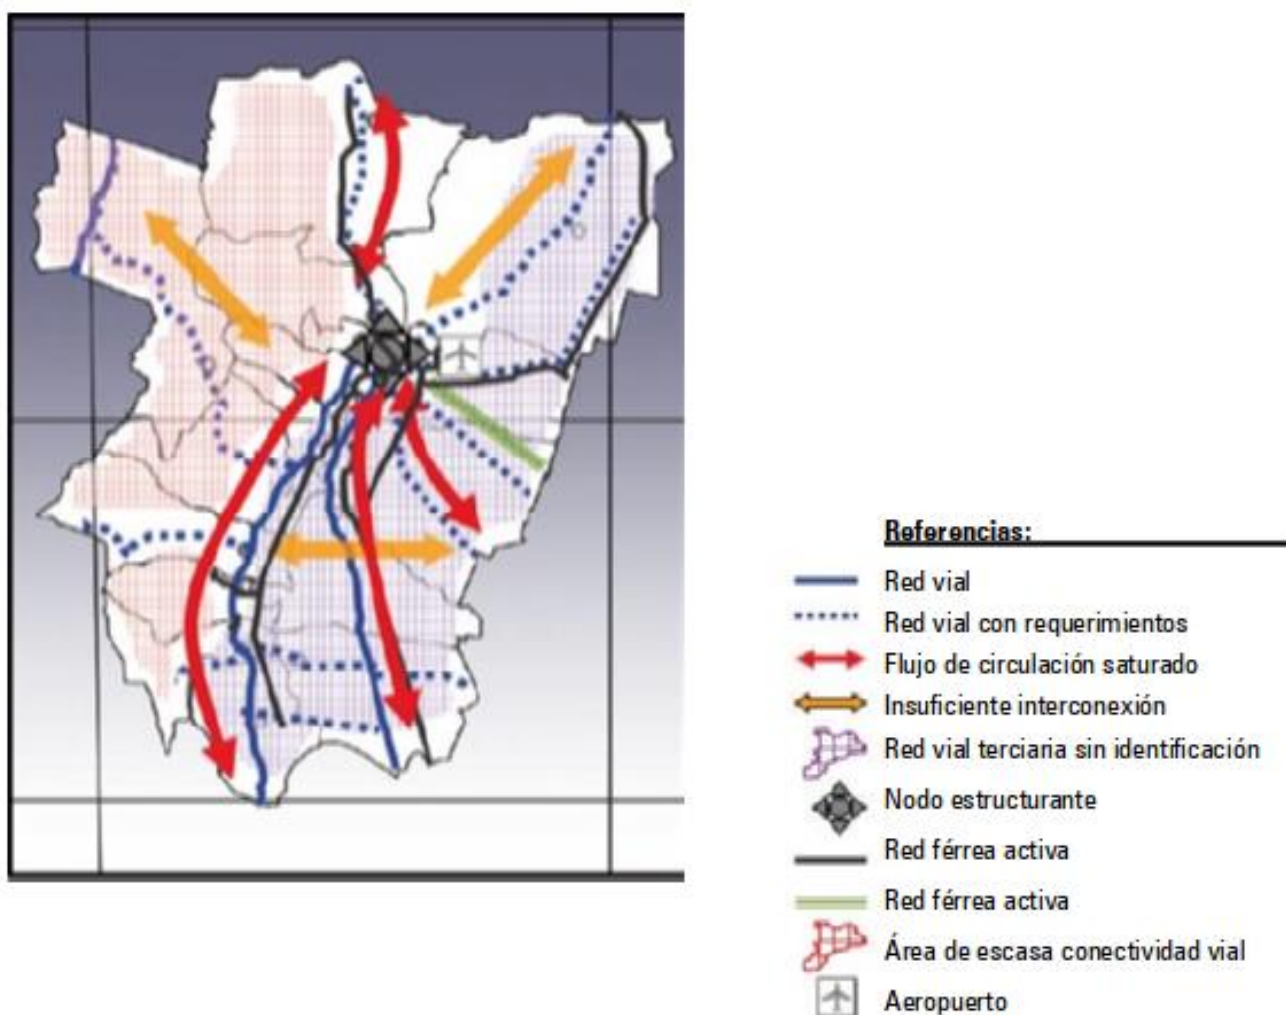 Referencias:
Red vial
Red vial con requerimientos
Flujo de circulación saturado
Insuficiente interconexión
Red vial terciaria sin identificación
Nodo estructurante
Red férrea activa
Red férrea activa
Área de escasa conectividad vial
Aeropuerto